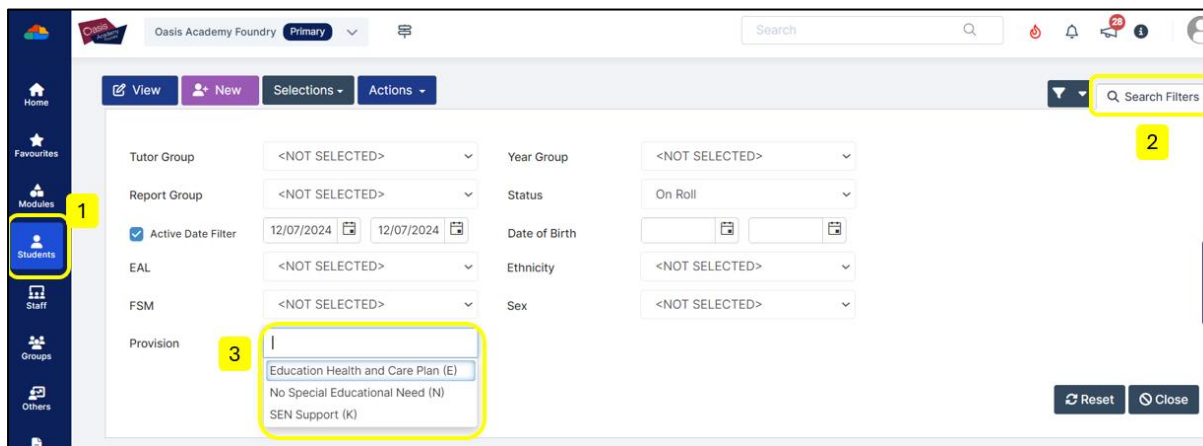 Oasis Academy Foundry Primary
Search
28
Home
Favourites
Modules
Students
Staff
Groups
Others
1
View
New
Selections
Actions
Search Filters
2
Tutor Group <NOT SELECTED> Year Group <NOT SELECTED>
Report Group <NOT SELECTED> Status On Roll
Active Date Filter 12/07/2024 12/07/2024 Date of Birth
EAL <NOT SELECTED> Ethnicity <NOT SELECTED>
FSM <NOT SELECTED> Sex <NOT SELECTED>
Provision
3
Education Health and Care Plan (E)
No Special Educational Need (N)
SEN Support (K)
Reset
Close